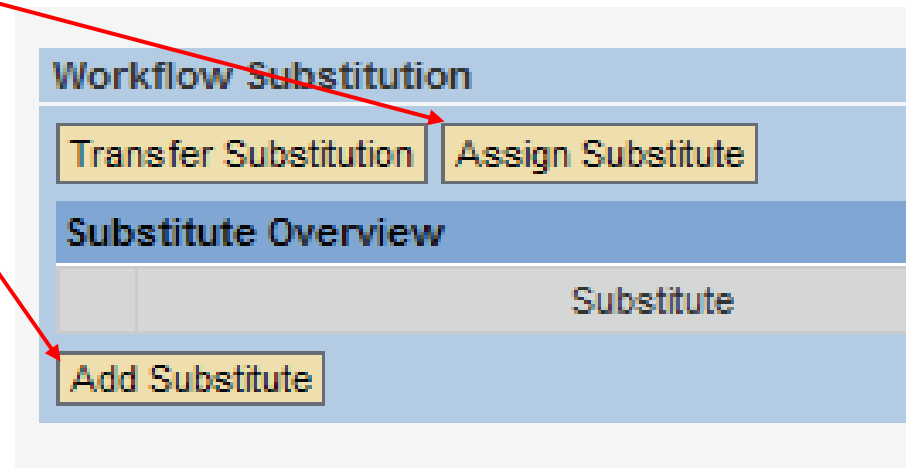 Workflow Substitution
Transfer Substitution Assign Substitute
Substitute Overview
Substitute
Add Substitute